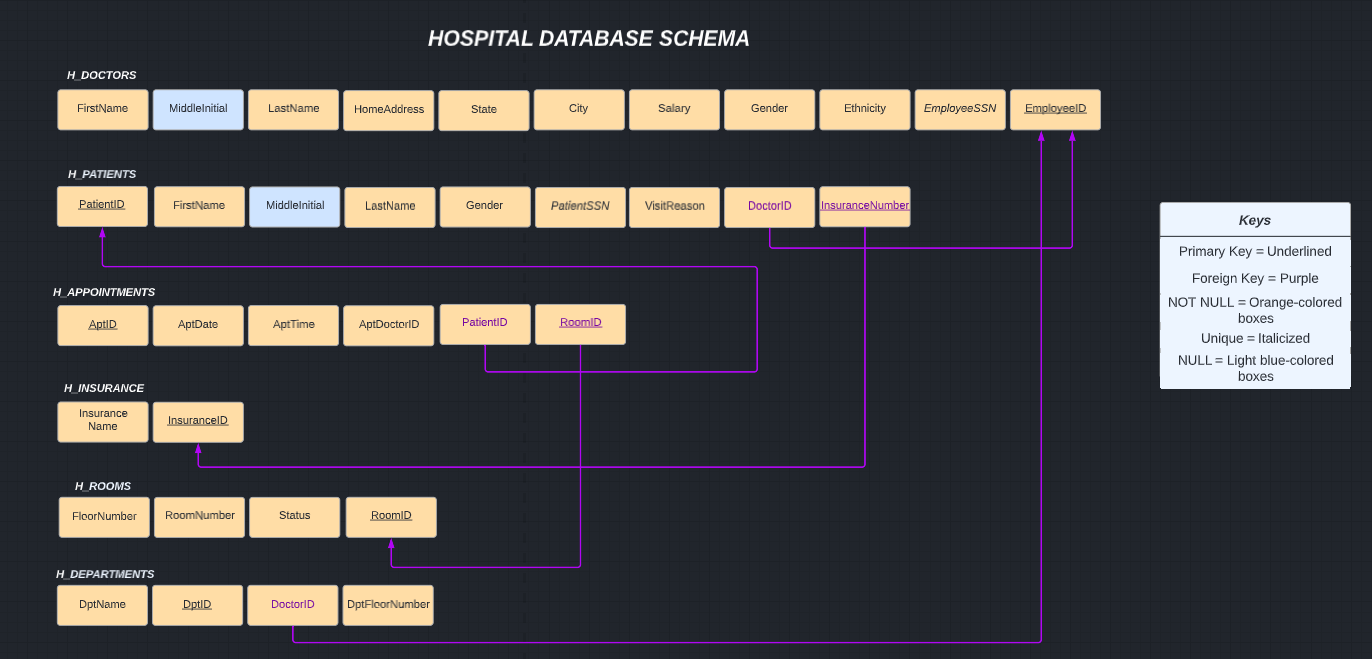 HOSPITAL DATABASE SCHEMA
H_DOCTORS
FirstName MiddleInitial LastName HomeAddress State City Salary Gender Ethnicity EmployeeSSN EmployeeID
H_PATIENTS
PatientID FirstName MiddleInitial LastName Gender PatientSSN VisitReason DoctorID InsuranceNumber
H_APPOINTMENTS
AptID AptDate AptTime AptDoctorID PatientID RoomID
H_INSURANCE
Insurance
Name
InsuranceID
H_ROOMS
FloorNumber RoomNumber Status RoomID
H_DEPARTMENTS
DptName DptID DoctorID DptFloorNumber
Keys
Primary Key = Underlined
Foreign Key = Purple
NOT NULL = Orange-colored
boxes
Unique = Italicized
NULL = Light blue-colored
boxes